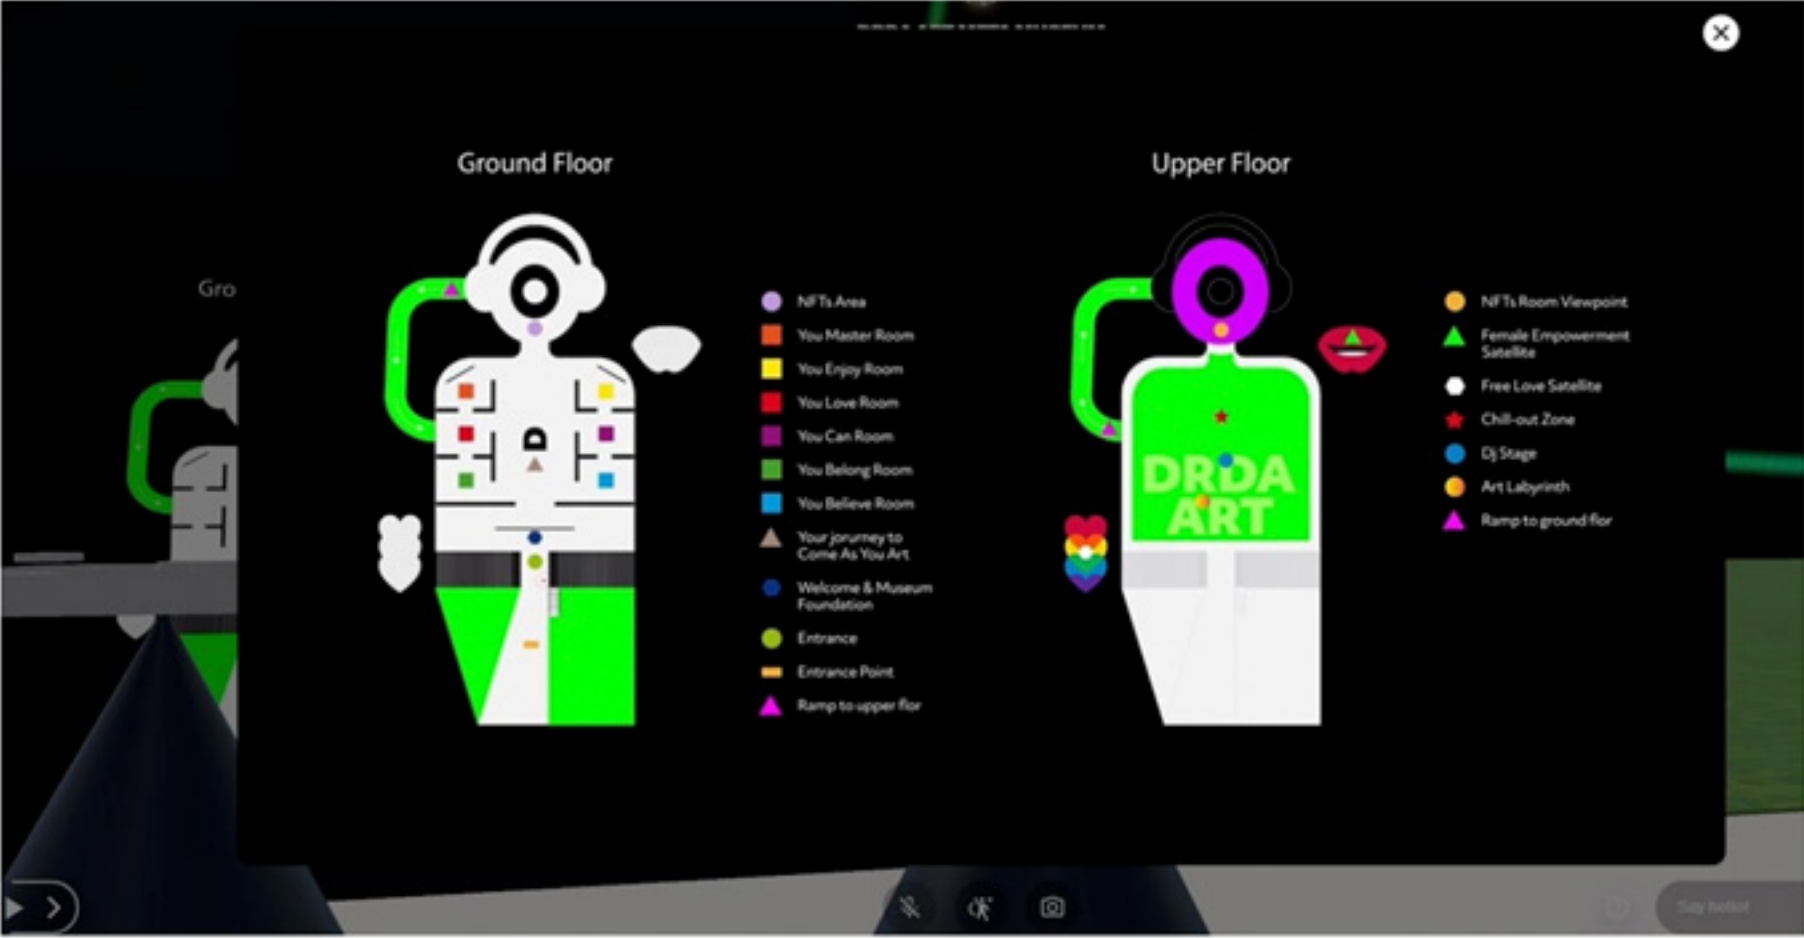 Ground Floor
Upper Floor
Gro
D
NFTs Area
You Master Room
You Enjoy Room
You Love Room
You Can Room
You Belong Room
You Believe Room
Your jorurney to
Come As You Art
Welcome & Museum
Foundation
Entrance
Entrance Point
Ramp to upper flor
DRDA
ART
NFTs Room Viewpoint
Female Empowerment
Satellite
Free Love Satellite
Chill-out Zone
Dj Stage
Art Labyrinth
Ramp to ground flor
Say hello!